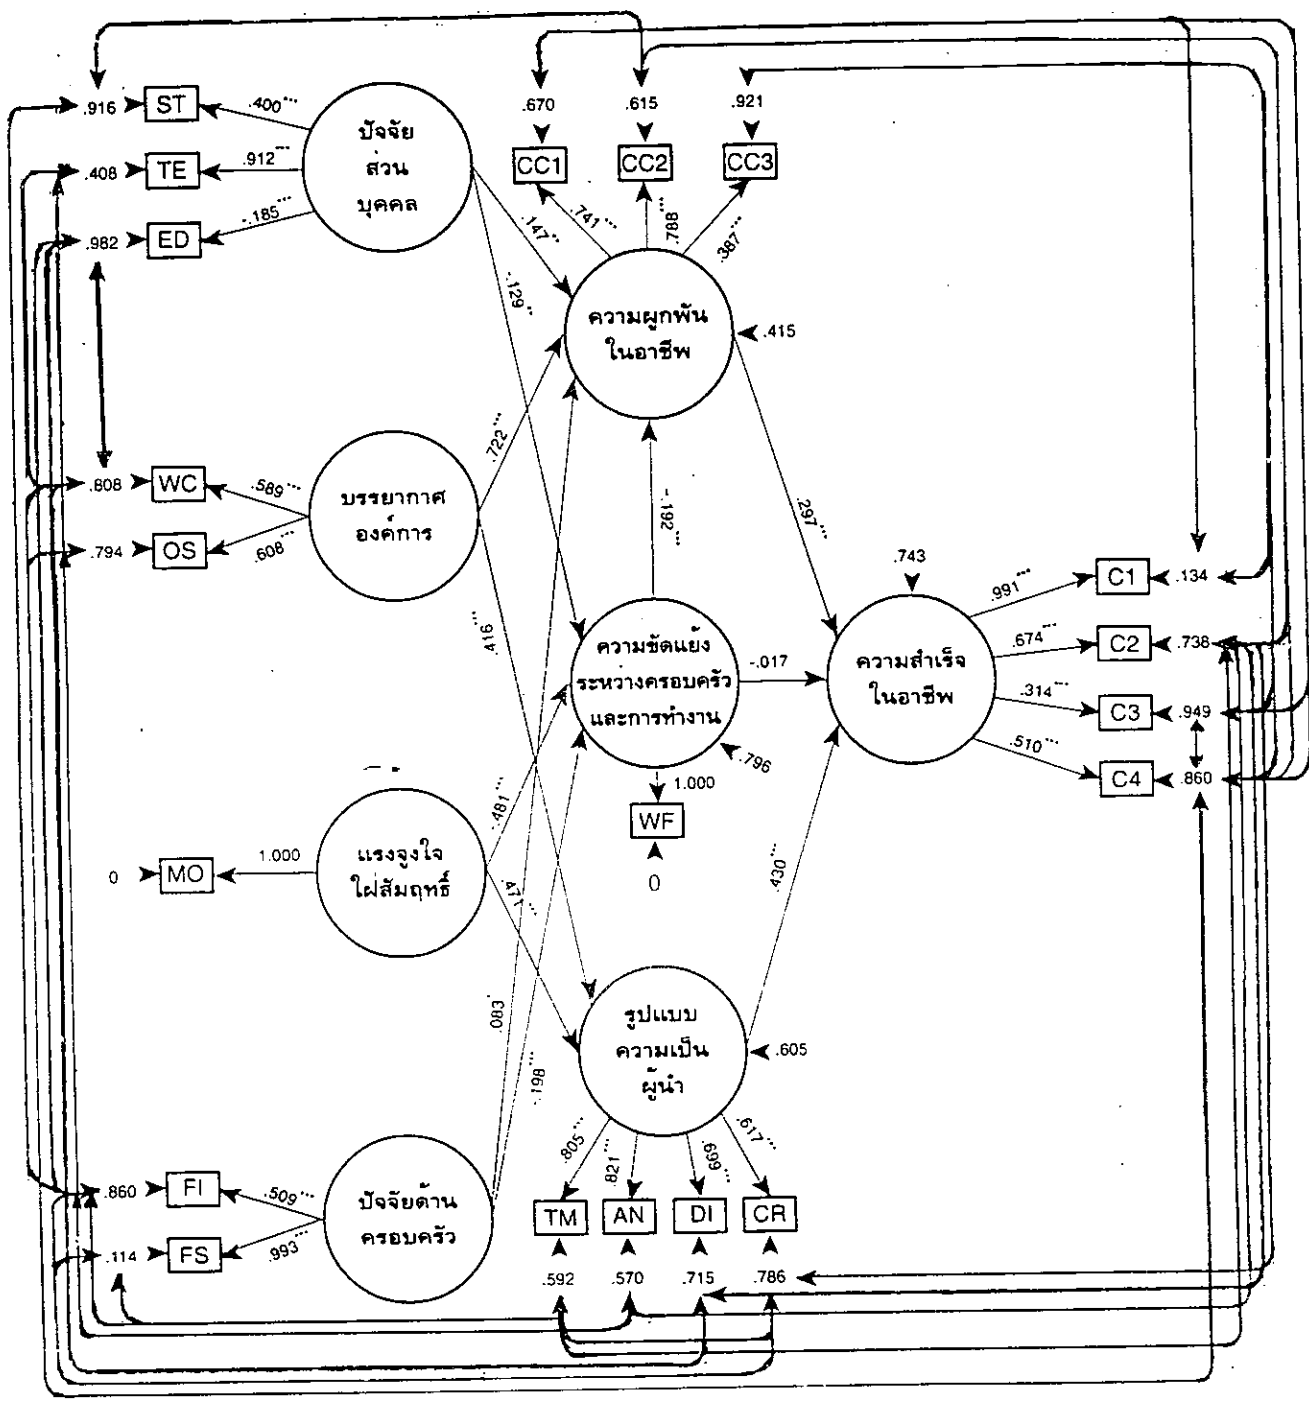 .916 ST .400***
.408 TE .912***
.982 ED -.185***
ปัจจัย
ส่วน
บุคคล
.670 .615 .921
CC1 CC2 CC3
.741*** .788*** .387***
.147**
-.129**
ความผูกพัน
ในอาชีพ
.415
.722***
-.192***
.297***
.808 WC .589***
.794 OS .608***
บรรยากาศ
องค์การ
.416***
ความขัดแย้ง
ระหว่างครอบครัว
และการทำงาน
-.017
.796
1.000
WF
0
.743
ความสำเร็จ
ในอาชีพ
.991*** C1 .134
.674*** C2 .738
.314*** C3 .949
.510*** C4 .860
0 MO 1.000
แรงจูงใจ
ใฝ่สัมฤทธิ์
-.481***
.471***
.430***
.083*
-.198***
รูปแบบ
ความเป็น
ผู้นำ
.605
.805*** .821*** .699*** .617***
TM AN DI CR
.592 .570 .715 .786
.860 FI .509***
.114 FS .993***
ปัจจัยด้าน
ครอบครัว